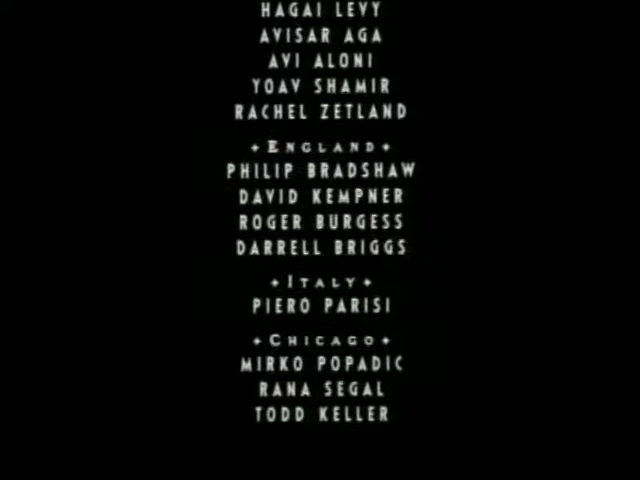 HAGAI LEVY
AVISAR AGA
AVI ALONI
YOAV SHAMIR
RACHEL ZETLAND
✦ENGLAND✦
PHILIP BRADSHAW
DAVID KEMPNER
ROGER BURGESS
DARRELL BRIGGS
✦ITALY✦
PIERO PARISI
✦CHICAGO✦
MIRKO POPADIC
RANA SEGAL
TODD KELLER